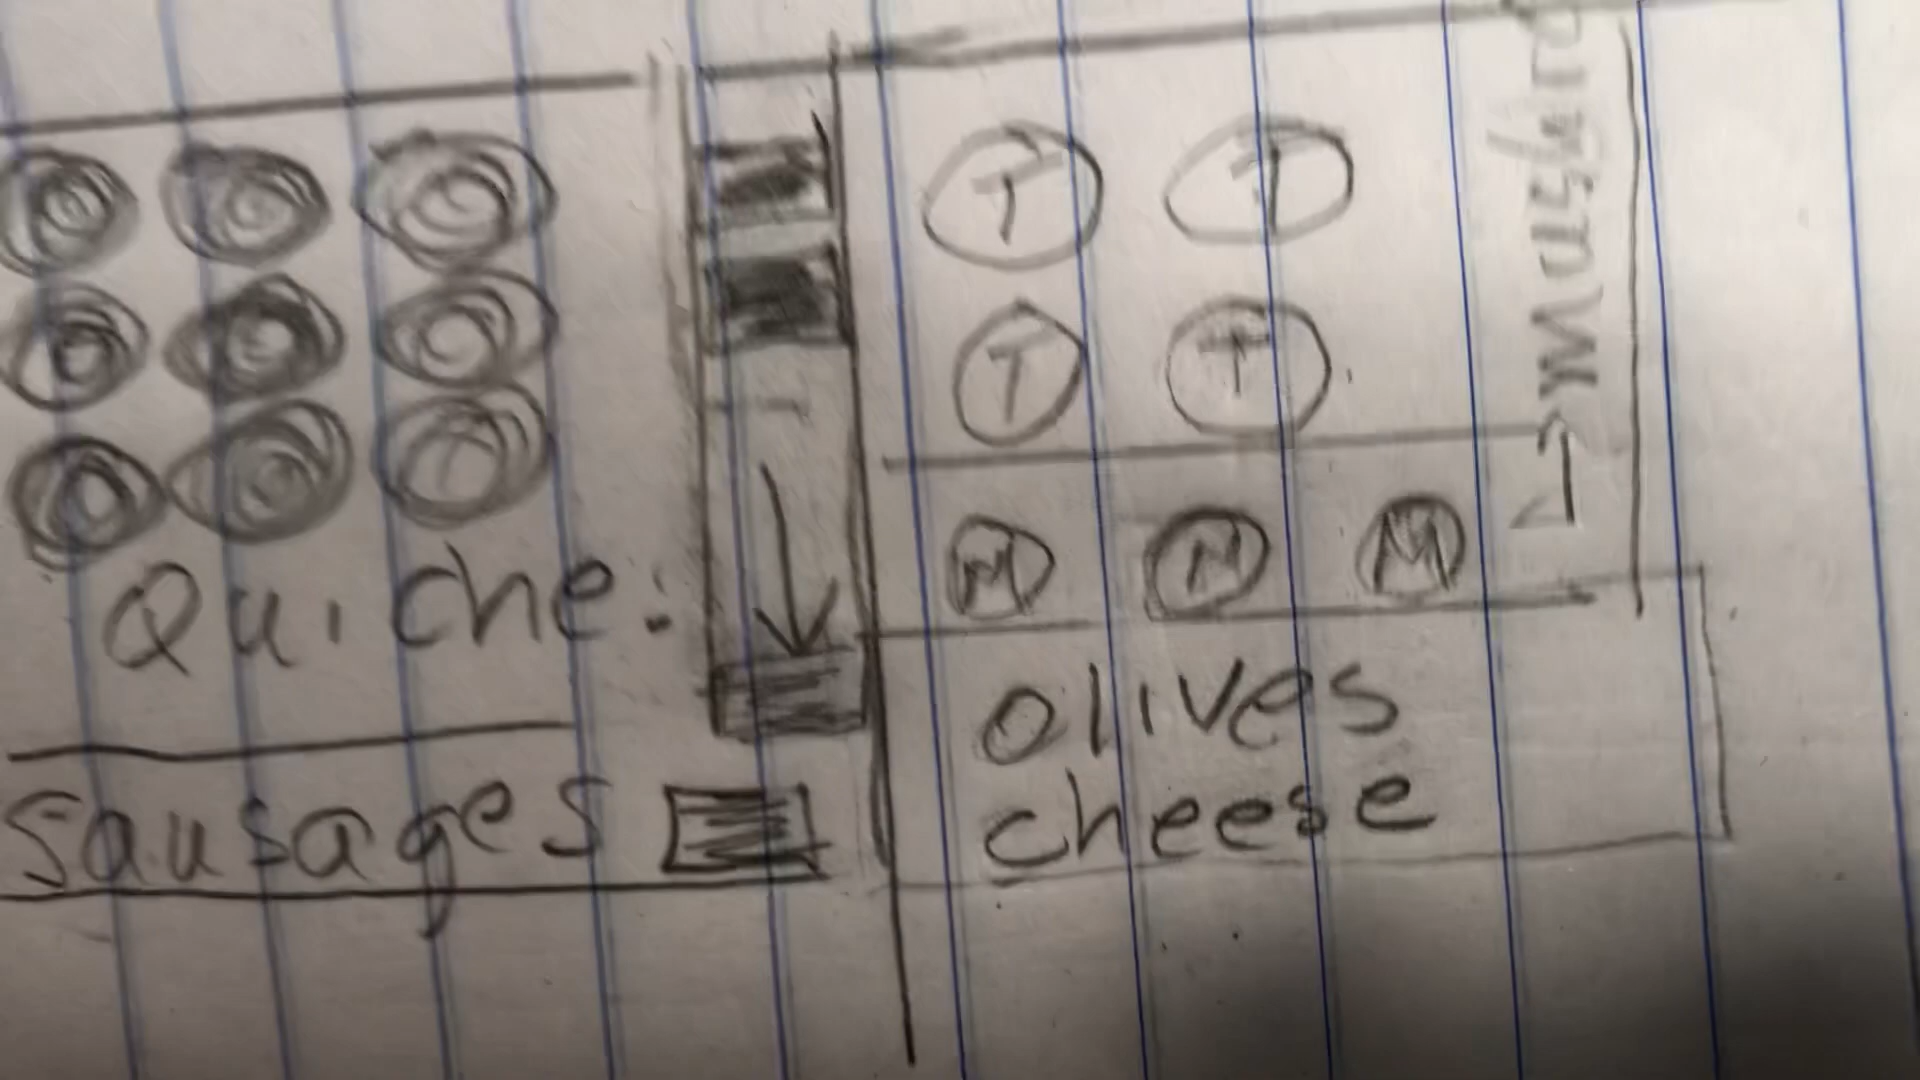 T T
T T
M M M
Quiche:
Sausages
olives
cheese